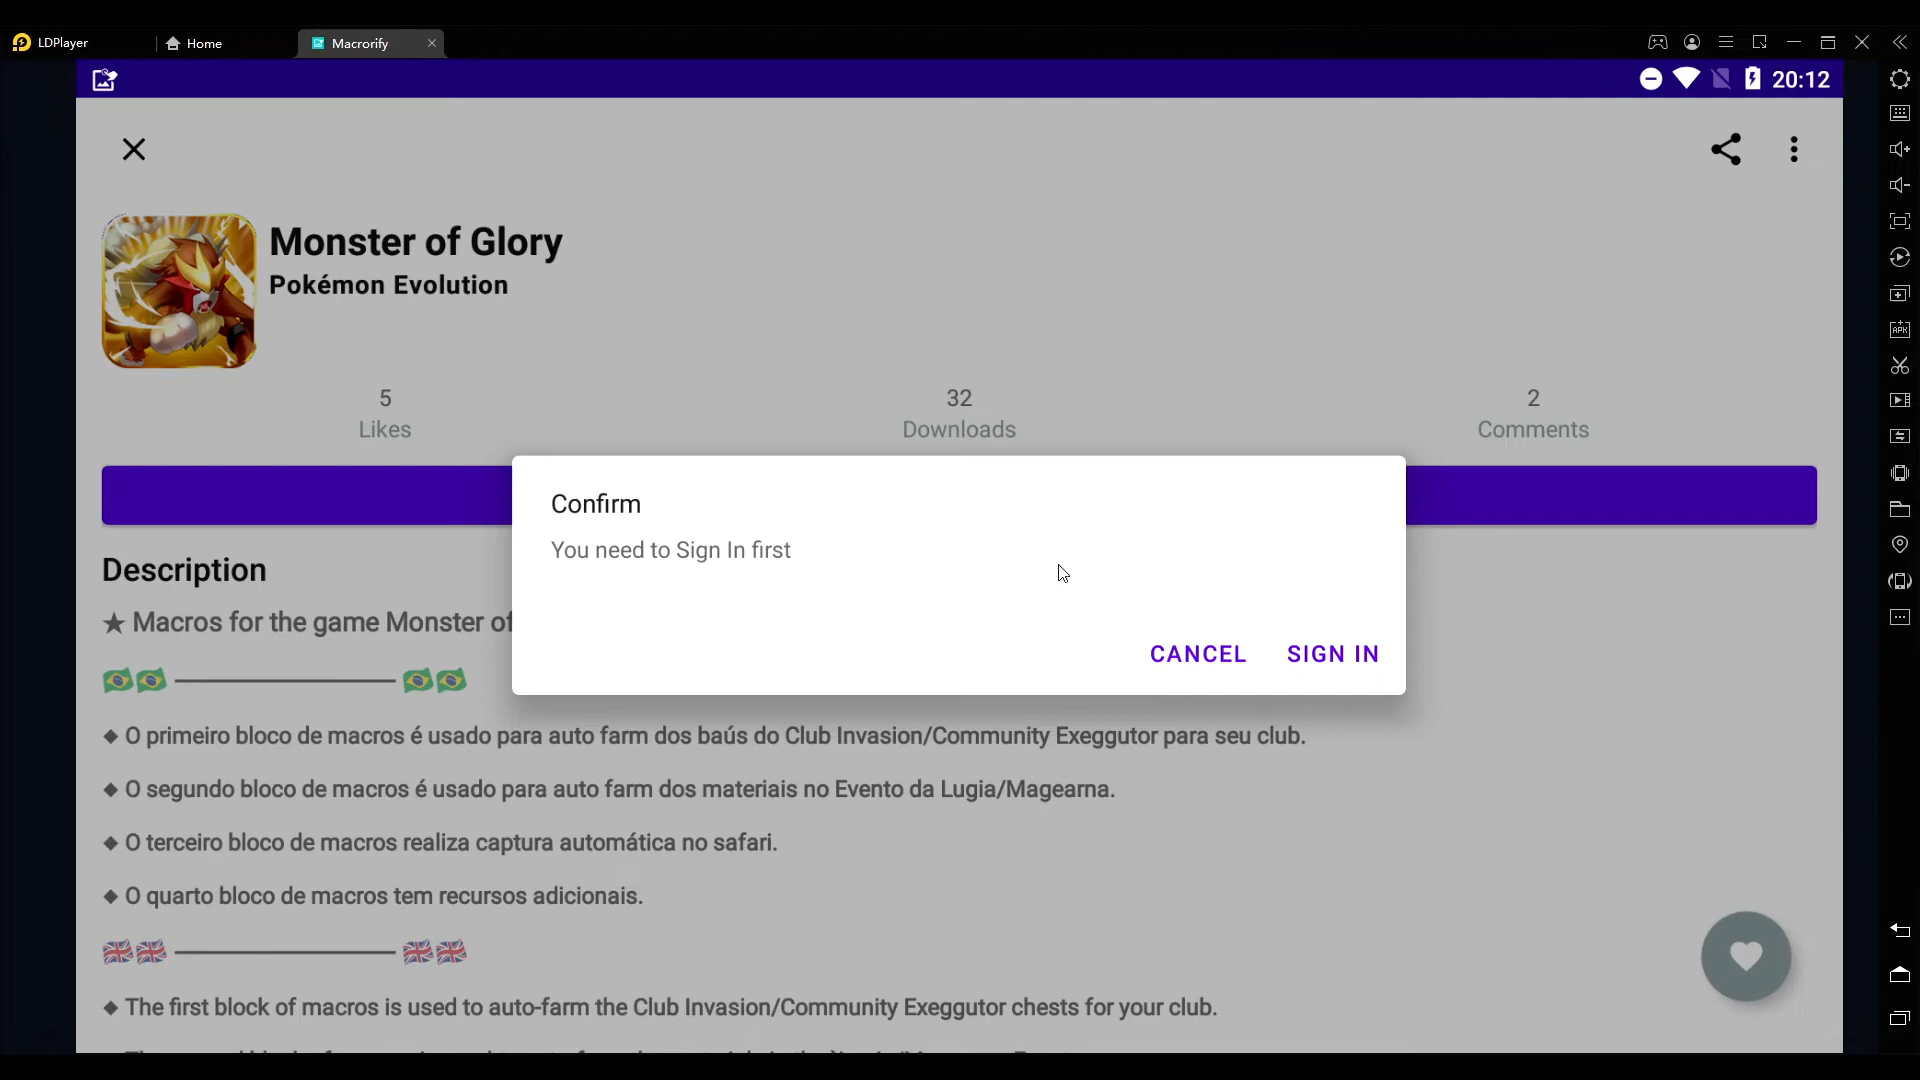 LDPlayer
Home
Macrorify
20:12
Monster of Glory
Pokémon Evolution
5
Likes
32
Downloads
2
Comments
Confirm
You need to Sign In first
CANCEL
SIGN IN
Description
★ Macros for the game Monster of
◆ O primeiro bloco de macros é usado para auto farm dos baús do Club Invasion/Community Exeggutor para seu club.
◆ O segundo bloco de macros é usado para auto farm dos materiais no Evento da Lugia/Magearna.
◆ O terceiro bloco de macros realiza captura automática no safari.
◆ O quarto bloco de macros tem recursos adicionais.
◆ The first block of macros is used to auto-farm the Club Invasion/Community Exeggutor chests for your club.
APK